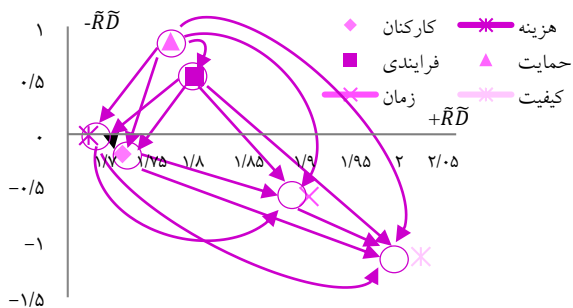 -R̃D̃
کارکنان
هزینه
فرایندی
حمایت
زمان
کیفیت
+R̃D̃
۱
۰/۵
۰
−۰/۵
−۱
−۱/۵
۱/۷
۱/۷۵
۱/۸
۱/۸۵
۱/۹
۱/۹۵
۲
۲/۰۵